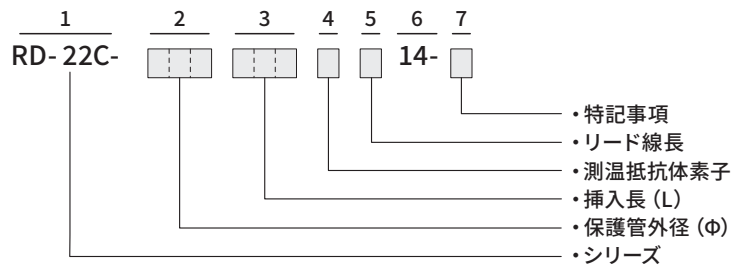 1 2 3 4 5 6 7
RD- 22C- 14-
・特記事項
・リード線長
・測温抵抗体素子
・挿入長 (L)
・保護管外径 (Φ)
・シリーズ